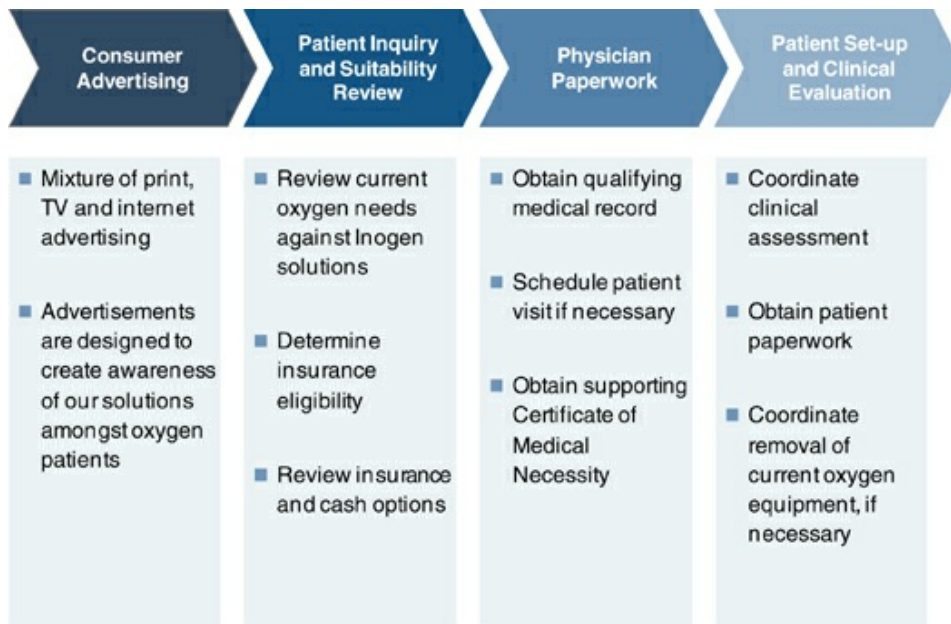 Consumer
Advertising
Patient Inquiry
and Suitability
Review
Physician
Paperwork
Patient Set-up
and Clinical
Evaluation
Mixture of print,
TV and internet
advertising
Advertisements
are designed to
create awareness
of our solutions
amongst oxygen
patients
Review current
oxygen needs
against Inogen
solutions
Determine
insurance
eligibility
Review insurance
and cash options
Obtain qualifying
medical record
Schedule patient
visit if necessary
Obtain supporting
Certificate of
Medical
Necessity
Coordinate
clinical
assessment
Obtain patient
paperwork
Coordinate
removal of
current oxygen
equipment, if
necessary